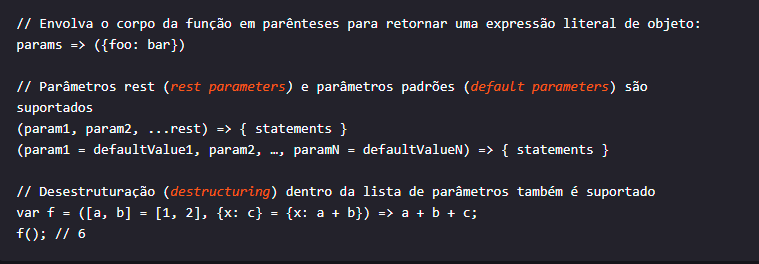 // Envolva o corpo da função em parênteses para retornar uma expressão literal de objeto:
params => ({foo: bar})
// Parâmetros rest (rest parameters) e parâmetros padrões (default parameters) são
suportados
(param1, param2, ...rest) => { statements }
(param1 = defaultValue1, param2, …, paramN = defaultValueN) => { statements }
// Desestruturação (destructuring) dentro da lista de parâmetros também é suportado
var f = ([a, b] = [1, 2], {x: c} = {x: a + b}) => a + b + c;
f(); // 6